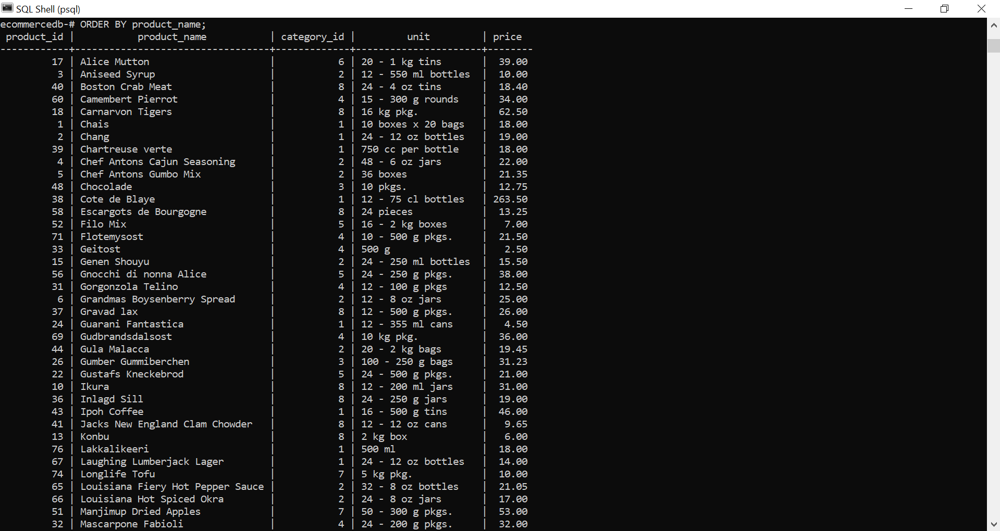 SQL Shell (psql)
ecommercedb-# ORDER BY product_name;
 product_id |           product_name           | category_id |         unit         | price
------------+----------------------------------+-------------+----------------------+--------
         17 | Alice Mutton                     |           6 | 20 - 1 kg tins       |  39.00
          3 | Aniseed Syrup                    |           2 | 12 - 550 ml bottles  |  10.00
         40 | Boston Crab Meat                 |           8 | 24 - 4 oz tins       |  18.40
         60 | Camembert Pierrot                |           4 | 15 - 300 g rounds    |  34.00
         18 | Carnarvon Tigers                 |           8 | 16 kg pkg.           |  62.50
          1 | Chais                            |           1 | 10 boxes x 20 bags   |  18.00
          2 | Chang                            |           1 | 24 - 12 oz bottles   |  19.00
         39 | Chartreuse verte                 |           1 | 750 cc per bottle    |  18.00
          4 | Chef Antons Cajun Seasoning      |           2 | 48 - 6 oz jars       |  22.00
          5 | Chef Antons Gumbo Mix            |           2 | 36 boxes             |  21.35
         48 | Chocolade                        |           3 | 10 pkgs.             |  12.75
         38 | Cote de Blaye                    |           1 | 12 - 75 cl bottles   | 263.50
         58 | Escargots de Bourgogne           |           8 | 24 pieces            |  13.25
         52 | Filo Mix                         |           5 | 16 - 2 kg boxes      |   7.00
         71 | Flotemysost                      |           4 | 10 - 500 g pkgs.     |  21.50
         33 | Geitost                          |           4 | 500 g                |   2.50
         15 | Genen Shouyu                     |           2 | 24 - 250 ml bottles  |  15.50
         56 | Gnocchi di nonna Alice           |           5 | 24 - 250 g pkgs.     |  38.00
         31 | Gorgonzola Telino                |           4 | 12 - 100 g pkgs      |  12.50
          6 | Grandmas Boysenberry Spread      |           2 | 12 - 8 oz jars       |  25.00
         37 | Gravad lax                       |           8 | 12 - 500 g pkgs.     |  26.00
         24 | Guarani Fantastica               |           1 | 12 - 355 ml cans     |   4.50
         69 | Gudbrandsdalsost                 |           4 | 10 kg pkg.           |  36.00
         44 | Gula Malacca                     |           2 | 20 - 2 kg bags       |  19.45
         26 | Gumber Gummiberchen              |           3 | 100 - 250 g bags     |  31.23
         22 | Gustafs Kneckebrod               |           5 | 24 - 500 g pkgs.     |  21.00
         10 | Ikura                            |           8 | 12 - 200 ml jars     |  31.00
         36 | Inlagd Sill                      |           8 | 24 - 250 g jars      |  19.00
         43 | Ipoh Coffee                      |           1 | 16 - 500 g tins      |  46.00
         41 | Jacks New England Clam Chowder   |           8 | 12 - 12 oz cans      |   9.65
         13 | Konbu                            |           8 | 2 kg box             |   6.00
         76 | Lakkalikeeri                     |           1 | 500 ml               |  18.00
         67 | Laughing Lumberjack Lager        |           1 | 24 - 12 oz bottles   |  14.00
         74 | Longlife Tofu                    |           7 | 5 kg pkg.            |  10.00
         65 | Louisiana Fiery Hot Pepper Sauce |           2 | 32 - 8 oz bottles    |  21.05
         66 | Louisiana Hot Spiced Okra        |           2 | 24 - 8 oz jars       |  17.00
         51 | Manjimup Dried Apples            |           7 | 50 - 300 g pkgs.     |  53.00
         32 | Mascarpone Fabioli               |           4 | 24 - 200 g pkgs.     |  32.00